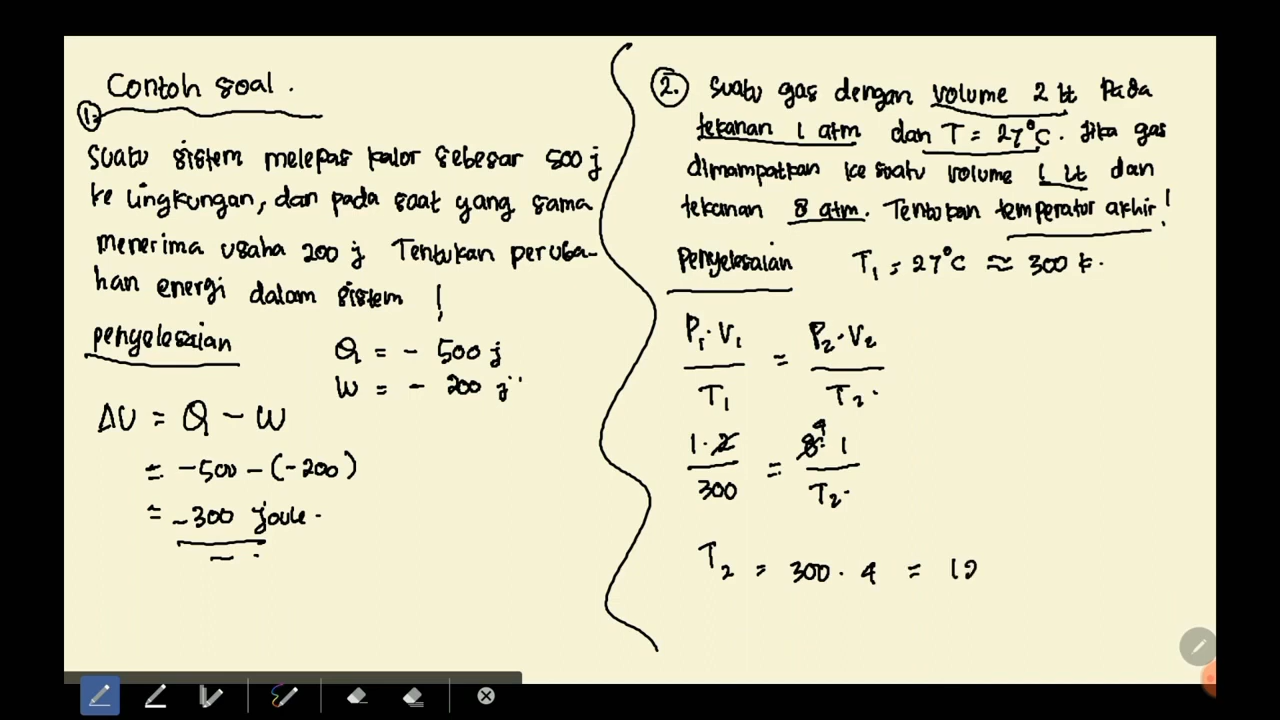 Contoh soal.
1.
Suatu sistem melepas kalor sebesar 500 j
ke lingkungan, dan pada saat yang sama
menerima usaha 200 j Tentukan peruba-
han energi dalam sistem !
penyelesaian
Q = - 500 j
W = - 200 j
ΔU = Q - W
= -500 - (-200)
= -300 joule.
2. Suatu gas dengan volume 2 lt pada
tekanan 1 atm dan T = 27°C. Jika gas
dimampatkan ke suatu volume 1 lt dan
tekanan 8 atm. Tentukan temperatur akhir!
Penyelesaian T₁ = 27°C ≈ 300 K.
P₁.V₁ / T₁ = P₂.V₂ / T₂.
1.2 / 300 = 8.1 / T₂.
4
T₂ = 300 . 4 = 12